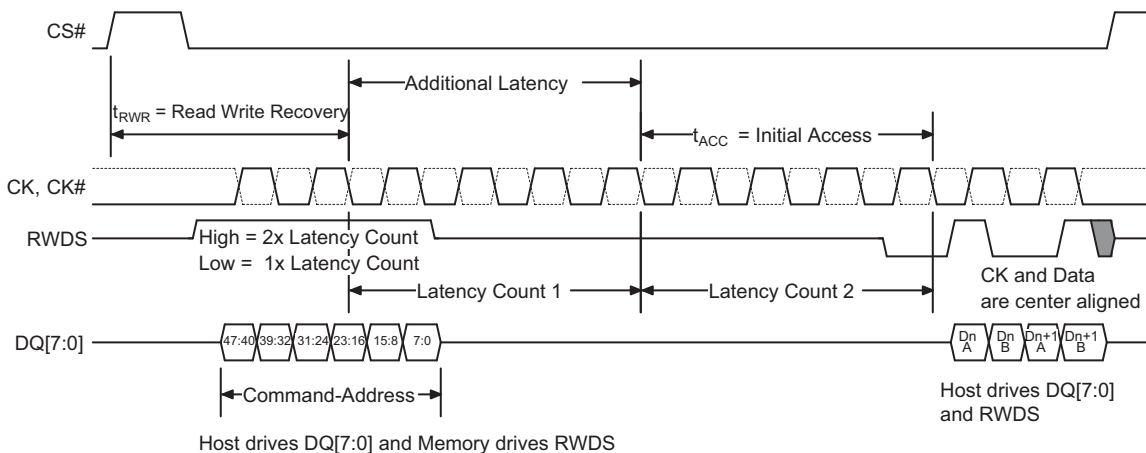 CS#
Additional Latency
tRWR = Read Write Recovery
tACC = Initial Access
CK, CK#
RWDS
High = 2x Latency Count
Low = 1x Latency Count
CK and Data
are center aligned
Latency Count 1
Latency Count 2
DQ[7:0]
47:40 39:32 31:24 23:16 15:8 7:0
Dn A
Dn B
Dn+1 A
Dn+1 B
Command-Address
Host drives DQ[7:0]
and RWDS
Host drives DQ[7:0] and Memory drives RWDS